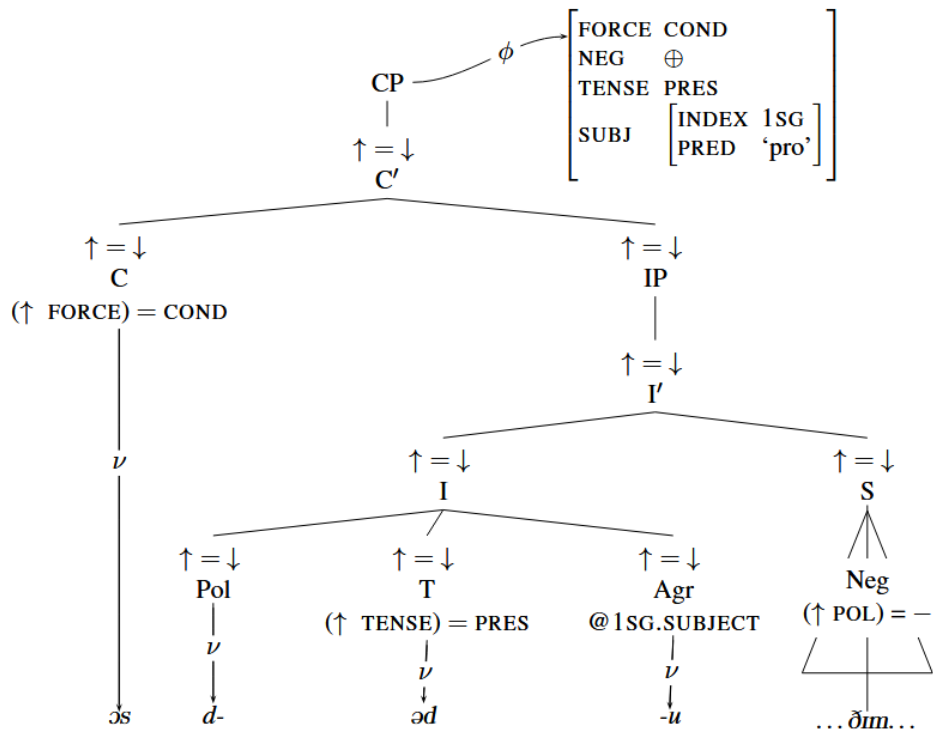 FORCE COND
NEG ⊕
TENSE PRES
SUBJ [INDEX 1SG
PRED ‘pro’]
ϕ
CP
↑ = ↓
C′
↑ = ↓ ↑ = ↓
C IP
(↑ FORCE) = COND
↑ = ↓
I′
ν
↑ = ↓ ↑ = ↓
I S
↑ = ↓ ↑ = ↓ ↑ = ↓
Pol T Agr Neg
(↑ TENSE) = PRES @1SG.SUBJECT (↑ POL) = −
ν ν ν
ɔs d- əd -u …ðɪm…